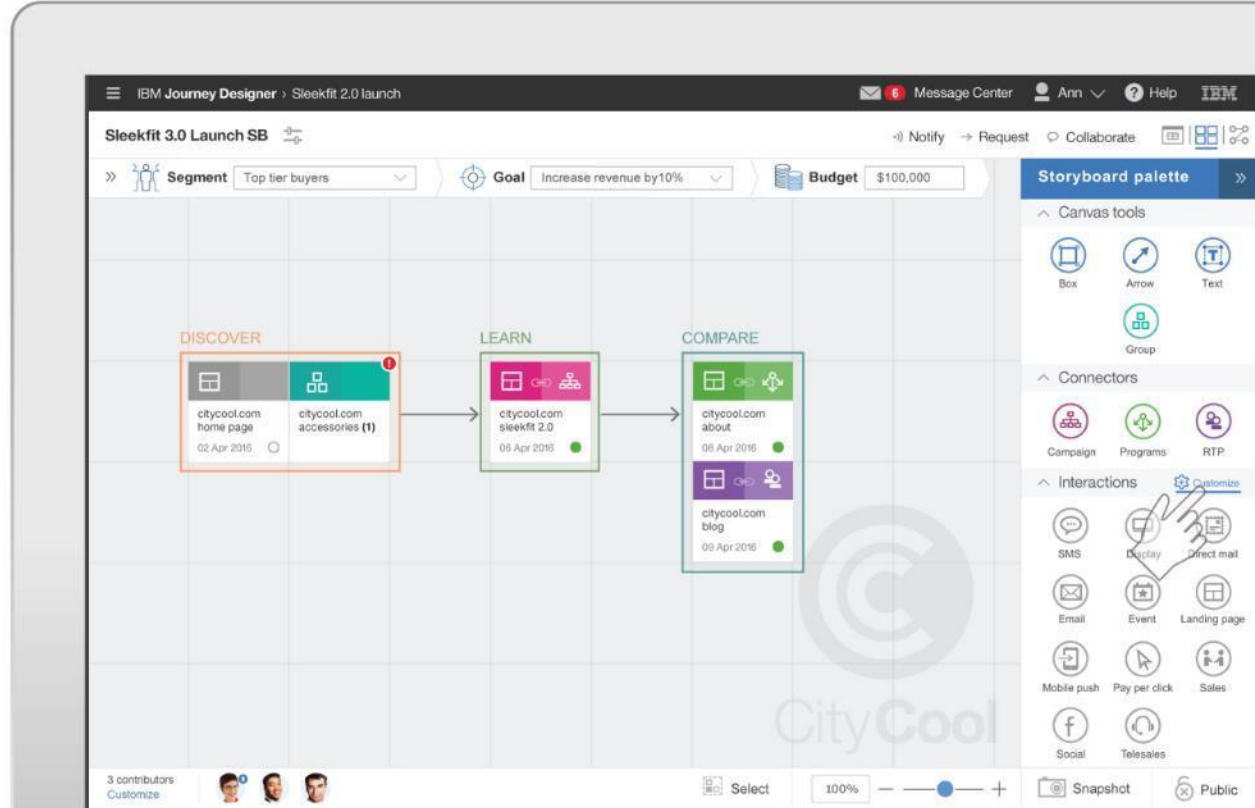 IBM Journey Designer › Sleekfit 2.0 launch
6 Message Center Ann ? Help IBM
Sleekfit 3.0 Launch SB
Notify → Request Collaborate
» Segment Top tier buyers
Goal Increase revenue by10%
Budget $100,000
Storyboard palette »
Canvas tools
Box Arrow Text
Group
Connectors
Campaign Programs RTP
Interactions Customize
SMS Display Direct mail
Email Event Landing page
Mobile push Pay per click Sales
Social Telesales
DISCOVER
citycool.com
home page
02 Apr 2016
!
citycool.com
accessories (1)
LEARN
citycool.com
sleekfit 2.0
06 Apr 2016
COMPARE
citycool.com
about
08 Apr 2016
citycool.com
blog
09 Apr 2016
CityCool
3 contributors
Customize
Select 100% — +
Snapshot Public